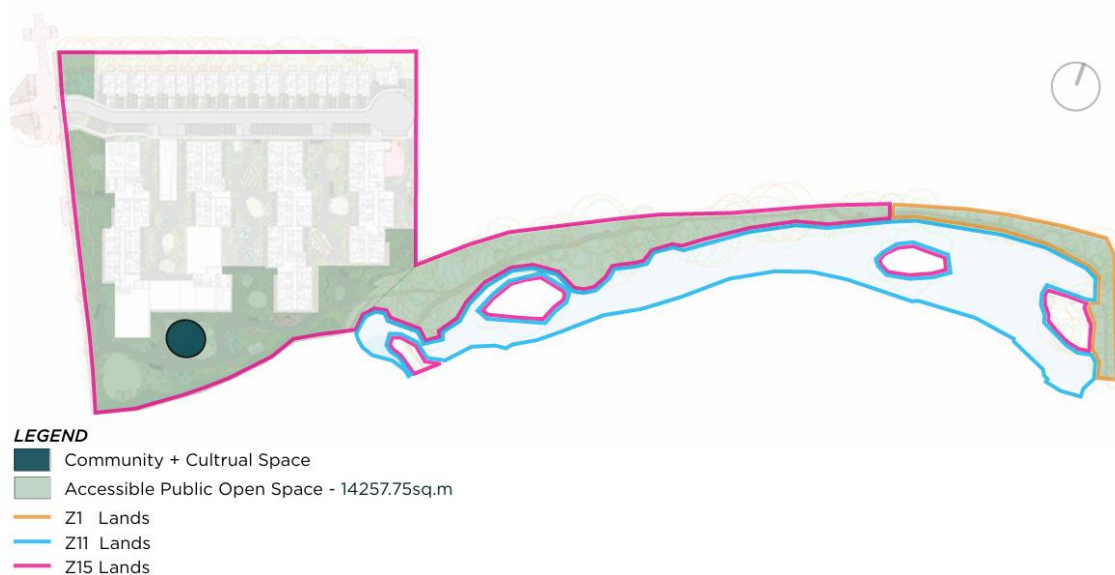 LEGEND
Community + Cultrual Space
Accessible Public Open Space - 14257.75sq.m
Z1 Lands
Z11 Lands
Z15 Lands